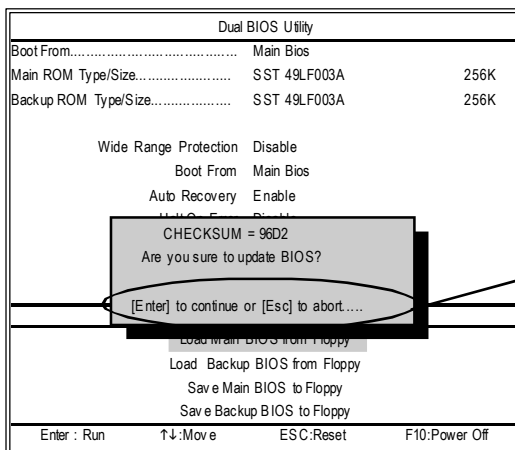 Dual BIOS Utility
Boot From........................................ Main Bios
Main ROM Type/Size....................... SST 49LF003A 256K
Backup ROM Type/Size................... SST 49LF003A 256K
Wide Range Protection Disable
Boot From Main Bios
Auto Recovery Enable
CHECKSUM = 96D2
Are you sure to update BIOS?
[Enter] to continue or [Esc] to abort.....
Load Main BIOS from Floppy
Load Backup BIOS from Floppy
Save Main BIOS to Floppy
Save Backup BIOS to Floppy
Enter : Run ↑↓:Move ESC:Reset F10:Power Off